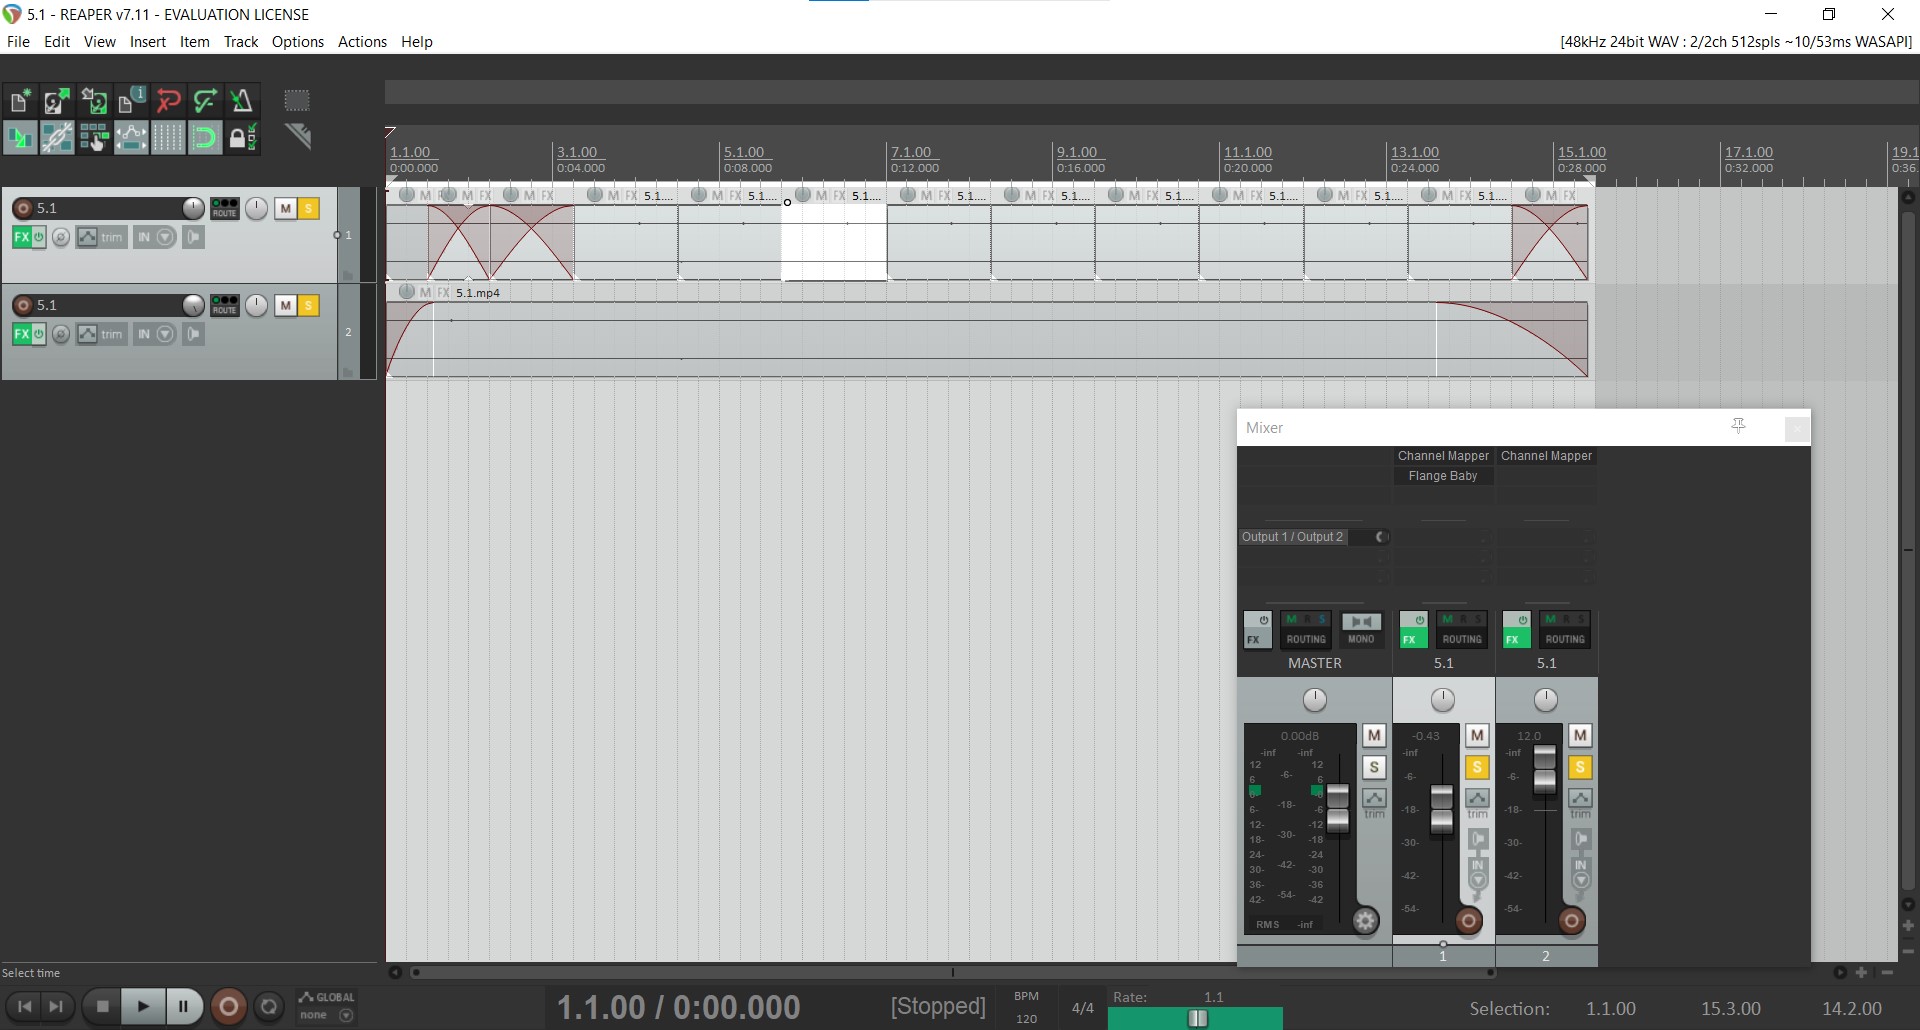 5.1 - REAPER v7.11 - EVALUATION LICENSE
File Edit View Insert Item Track Options Actions Help
[48kHz 24bit WAV : 2/2ch 512spls ~10/53ms WASAPI]
1.1.00 3.1.00 5.1.00 7.1.00 9.1.00 11.1.00 13.1.00 15.1.00 17.1.00 19.1
0:00.000 0:04.000 0:08.000 0:12.000 0:16.000 0:20.000 0:24.000 0:28.000 0:32.000 0:36.
M F M FX M FX M FX 5.1.... M FX 5.1.... M FX 5.1.... M FX 5.1.... M FX 5.1.... M FX 5.1.... M FX 5.1.... M FX 5.1.... M FX 5.1.... M FX
5.1 ROUTE M S
FX trim IN 1
M FX 5.1.mp4
5.1 ROUTE M S
FX trim IN 2
Mixer
Channel Mapper Channel Mapper
Flange Baby
Output 1 / Output 2
FX M R S ROUTING MONO FX M R S ROUTING FX M R S ROUTING
MASTER 5.1 5.1
0.00dB M -0.43 M 12.0 M
-inf -inf -inf -inf
12 12
-6- S -6- S -6- S
6 6
0- -0
6- -18- -6 trim -18- trim -18- trim
12- -12
-30- -30- -30-
18- -18
24- -24
30- -42- -30 -42- IN -42- IN
36- -36
42- -54- -42 -54- -54-
RMS -inf
1 2
Select time
GLOBAL
none
1.1.00 / 0:00.000 [Stopped]
BPM
120
4/4
Rate: 1.1
Selection: 1.1.00 15.3.00 14.2.00